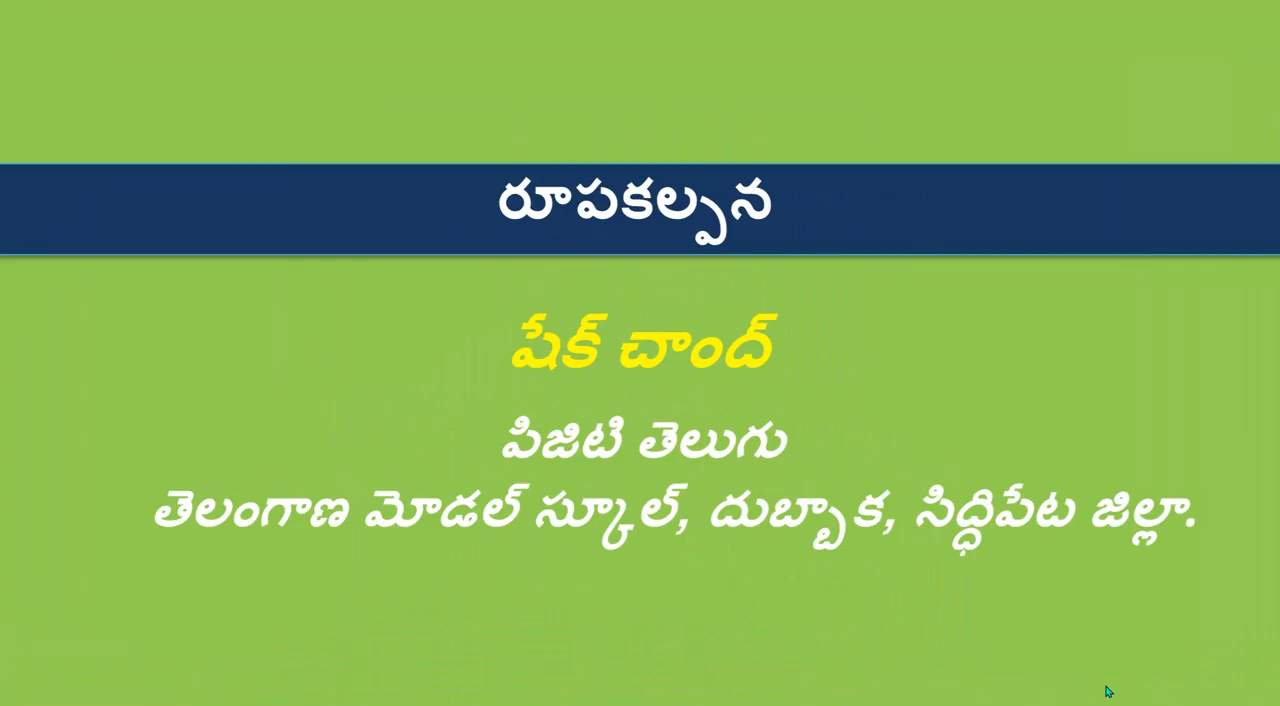 రూపకల్పన
షేక్ చాంద్
పిజిటి తెలుగు
తెలంగాణ మోడల్ స్కూల్, దుబ్బాక, సిద్ధిపేట జిల్లా.